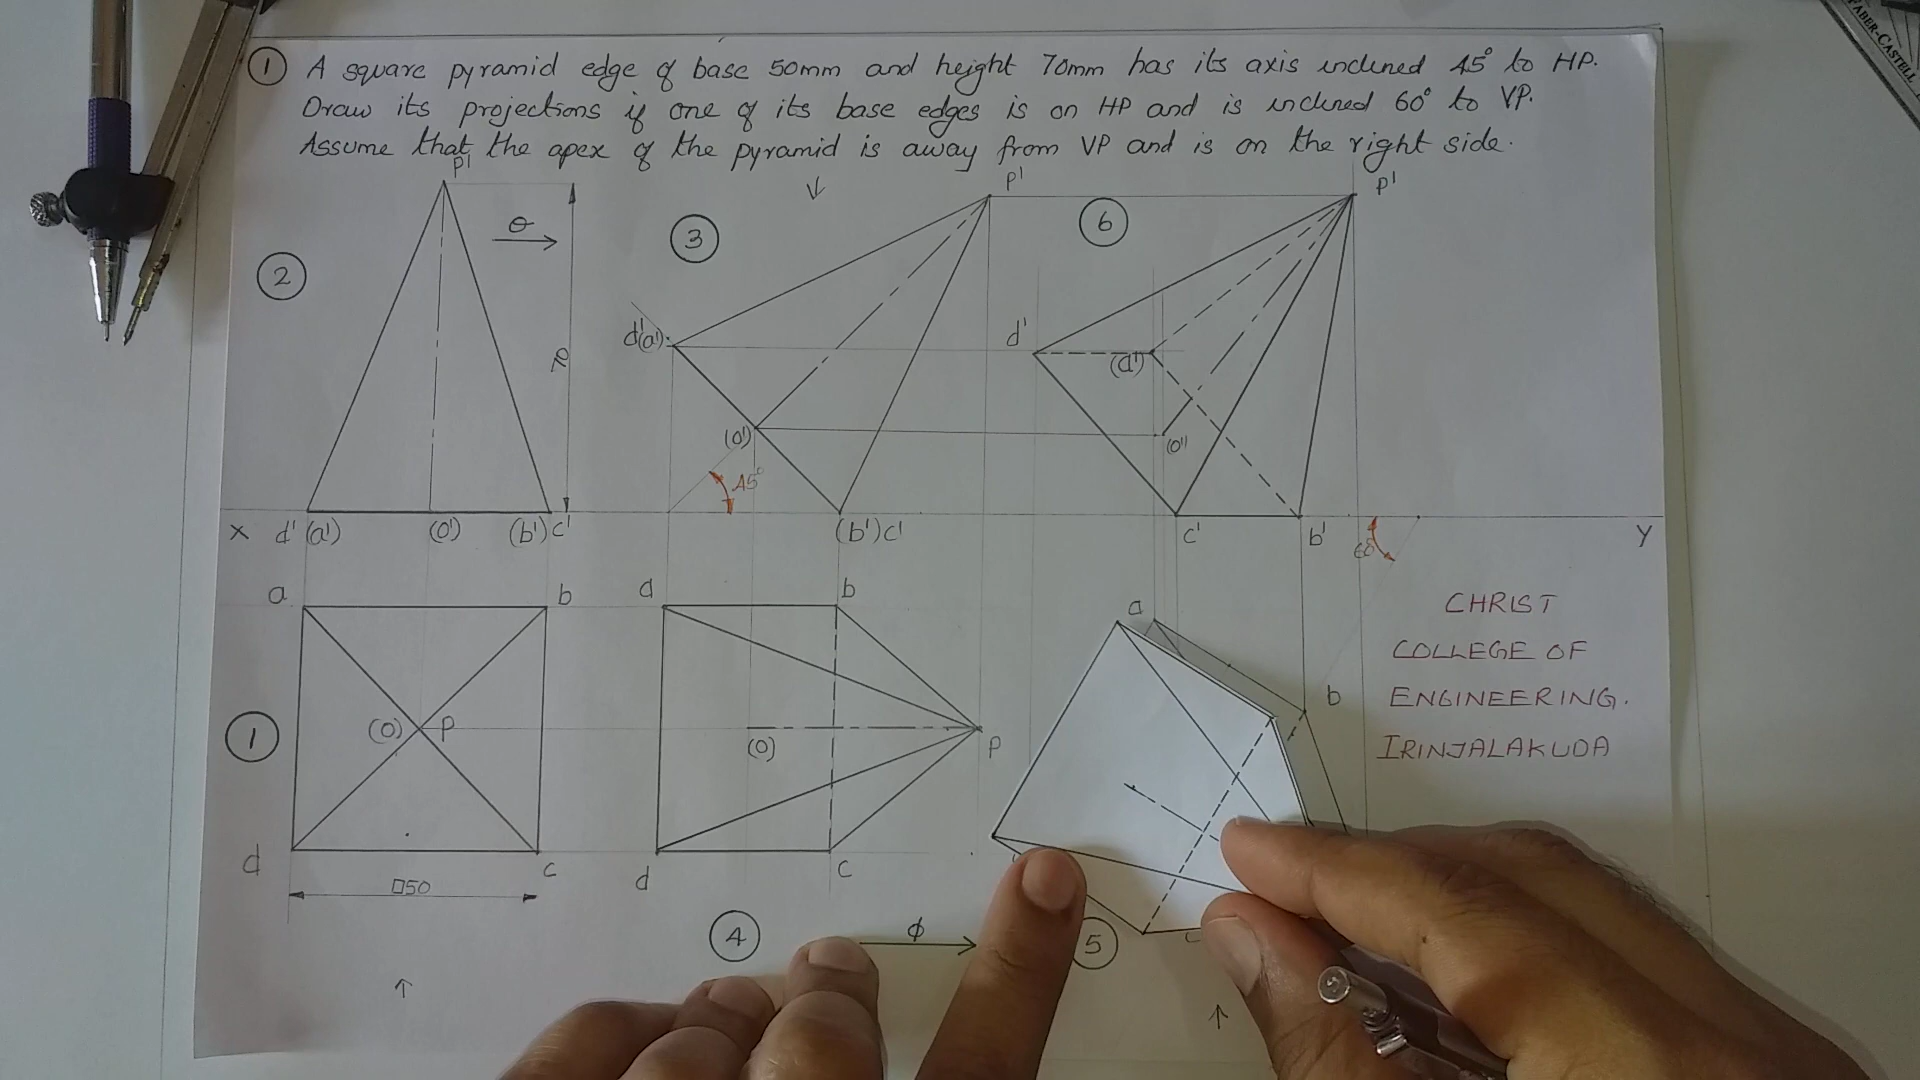 ① A square pyramid edge of base 50mm and height 70mm has its axis inclined 45° to HP.
Draw its projections if one of its base edges is on HP and is inclined 60° to VP.
Assume that the apex of the pyramid is away from VP and is on the right side.
FABER-CASTELL
P' P' P'
② θ ③ ⑥
70
d'(a') d' (a')
(o') (o')
45°
X d'(a') (o') (b')c' (b')c' c' b' 60° Y
a b a b a
CHRIST
COLLEGE OF
ENGINEERING.
IRINJALAKUDA
b
① (o) P (o) P
d c d c c
□50
④ φ ⑤